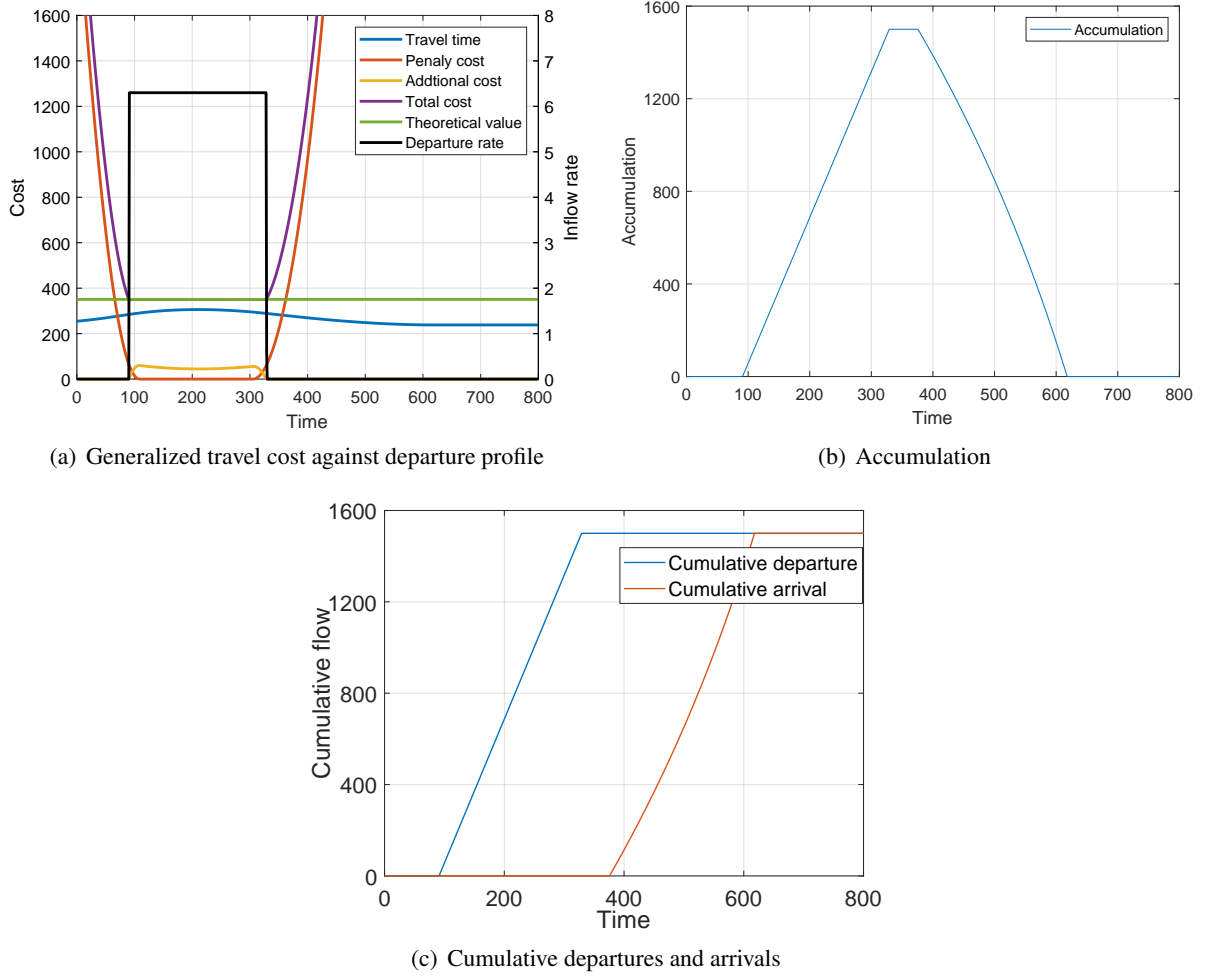 1600
1400
1200
1000
800
600
400
200
0
Cost
8
7
6
5
4
3
2
1
0
Inflow rate
Travel time
Penaly cost
Addtional cost
Total cost
Theoretical value
Departure rate
0 100 200 300 400 500 600 700 800
Time
(a) Generalized travel cost against departure profile
1600
1200
800
400
0
Accumulation
Accumulation
0 100 200 300 400 500 600 700 800
Time
(b) Accumulation
1600
1200
800
400
0
Cumulative flow
Cumulative departure
Cumulative arrival
0 200 400 600 800
Time
(c) Cumulative departures and arrivals